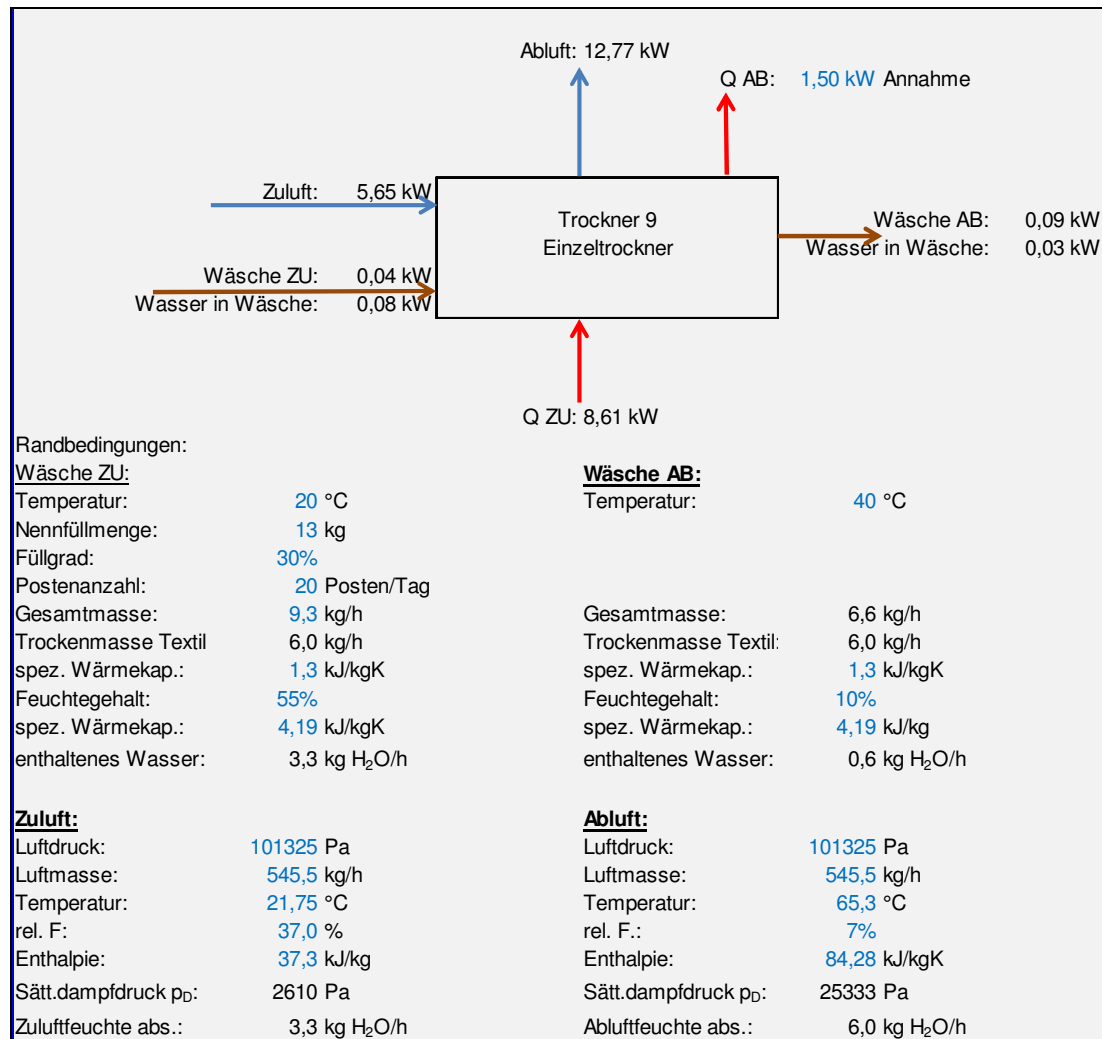 Abluft: 12,77 kW
Q AB: 1,50 kW Annahme
Zuluft: 5,65 kW
Trockner 9
Einzeltrockner
Wäsche AB: 0,09 kW
Wasser in Wäsche: 0,03 kW
Wäsche ZU: 0,04 kW
Wasser in Wäsche: 0,08 kW
Q ZU: 8,61 kW
Randbedingungen:
Wäsche ZU: Wäsche AB:
Temperatur: 20 °C Temperatur: 40 °C
Nennfüllmenge: 13 kg
Füllgrad: 30%
Postenanzahl: 20 Posten/Tag
Gesamtmasse: 9,3 kg/h Gesamtmasse: 6,6 kg/h
Trockenmasse Textil 6,0 kg/h Trockenmasse Textil: 6,0 kg/h
spez. Wärmekap.: 1,3 kJ/kgK spez. Wärmekap.: 1,3 kJ/kgK
Feuchtegehalt: 55% Feuchtegehalt: 10%
spez. Wärmekap.: 4,19 kJ/kgK spez. Wärmekap.: 4,19 kJ/kg
enthaltenes Wasser: 3,3 kg H₂O/h enthaltenes Wasser: 0,6 kg H₂O/h
Zuluft: Abluft:
Luftdruck: 101325 Pa Luftdruck: 101325 Pa
Luftmasse: 545,5 kg/h Luftmasse: 545,5 kg/h
Temperatur: 21,75 °C Temperatur: 65,3 °C
rel. F: 37,0 % rel. F.: 7%
Enthalpie: 37,3 kJ/kg Enthalpie: 84,28 kJ/kgK
Sätt.dampfdruck p_D: 2610 Pa Sätt.dampfdruck p_D: 25333 Pa
Zuluftfeuchte abs.: 3,3 kg H₂O/h Abluftfeuchte abs.: 6,0 kg H₂O/h